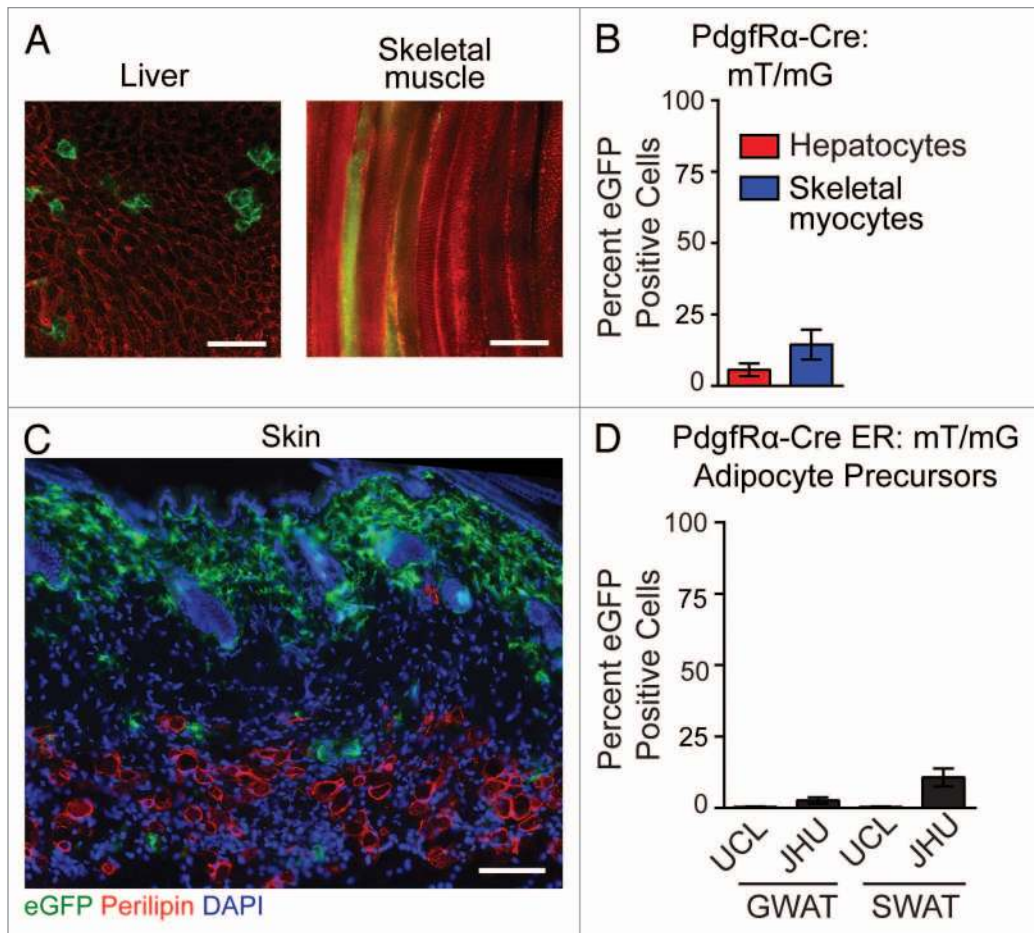 A
Liver
Skeletal
muscle
B
PdgfRα-Cre:
mT/mG
Percent eGFP
Positive Cells
100
75
50
25
0
Hepatocytes
Skeletal
myocytes
C
Skin
eGFP Perilipin DAPI
D
PdgfRα-Cre ER: mT/mG
Adipocyte Precursors
Percent eGFP
Positive Cells
100
75
50
25
0
UCL
JHU
UCL
JHU
GWAT
SWAT